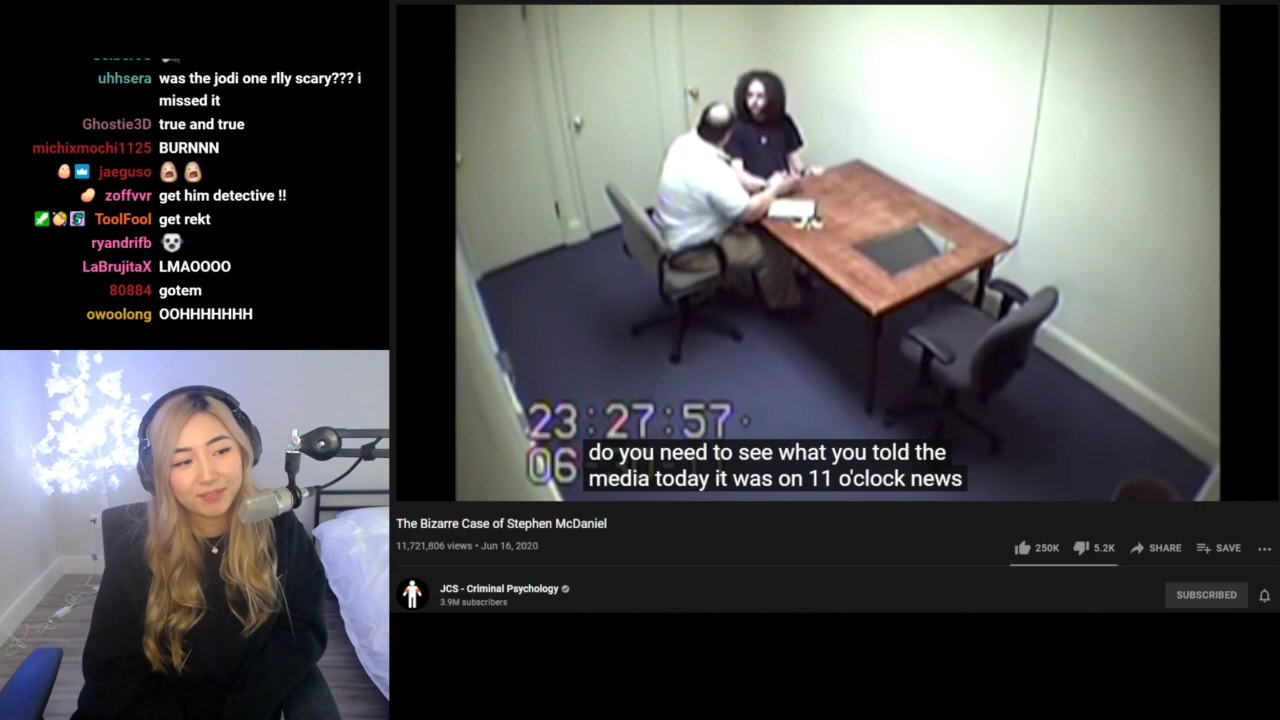 uhhsera was the jodi one rlly scary??? i
missed it
Ghostie3D true and true
michixmochi1125 BURNNN
jaeguso
zoffvvr get him detective !!
ToolFool get rekt
ryandrifb
LaBrujitaX LMAOOOO
80884 gotem
owoolong OOHHHHHHH
23:27:57
06
do you need to see what you told the
media today it was on 11 o'clock news
The Bizarre Case of Stephen McDaniel
11,721,806 views • Jun 16, 2020
250K 5.2K SHARE SAVE
JCS - Criminal Psychology
3.9M subscribers
SUBSCRIBED